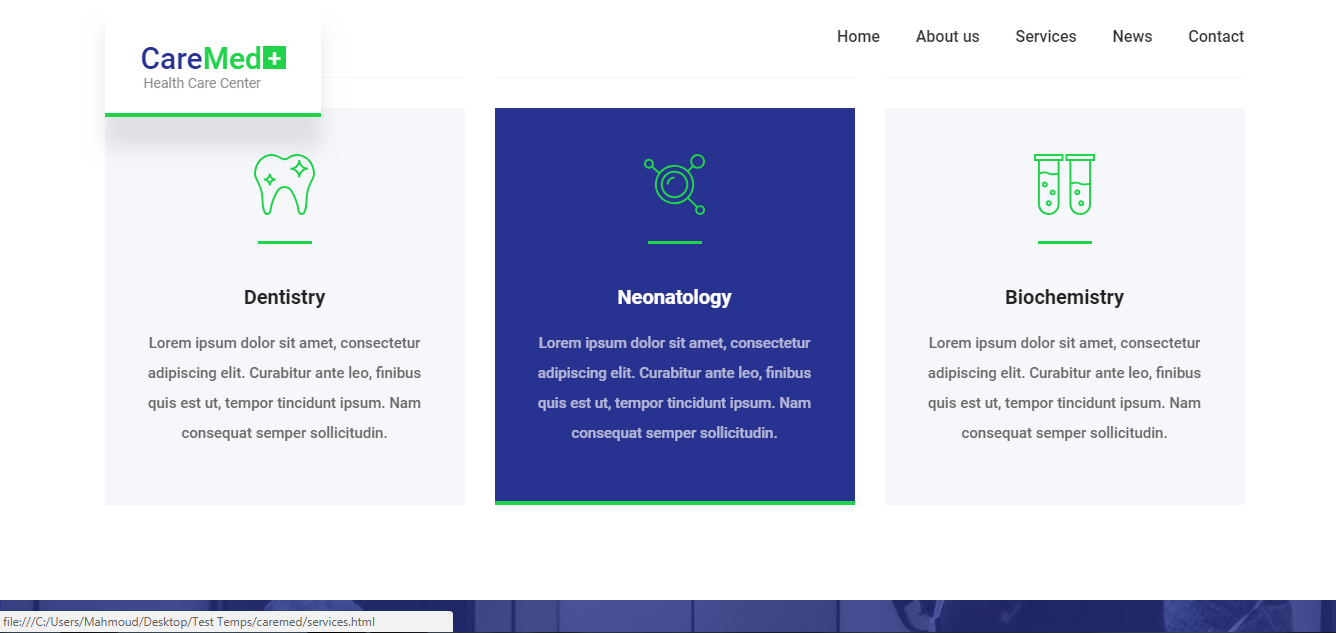 CareMed+
Health Care Center
Home About us Services News Contact
Dentistry
Lorem ipsum dolor sit amet, consectetur
adipiscing elit. Curabitur ante leo, finibus
quis est ut, tempor tincidunt ipsum. Nam
consequat semper sollicitudin.
Neonatology
Lorem ipsum dolor sit amet, consectetur
adipiscing elit. Curabitur ante leo, finibus
quis est ut, tempor tincidunt ipsum. Nam
consequat semper sollicitudin.
Biochemistry
Lorem ipsum dolor sit amet, consectetur
adipiscing elit. Curabitur ante leo, finibus
quis est ut, tempor tincidunt ipsum. Nam
consequat semper sollicitudin.
file:///C:/Users/Mahmoud/Desktop/Test Temps/caremed/services.html